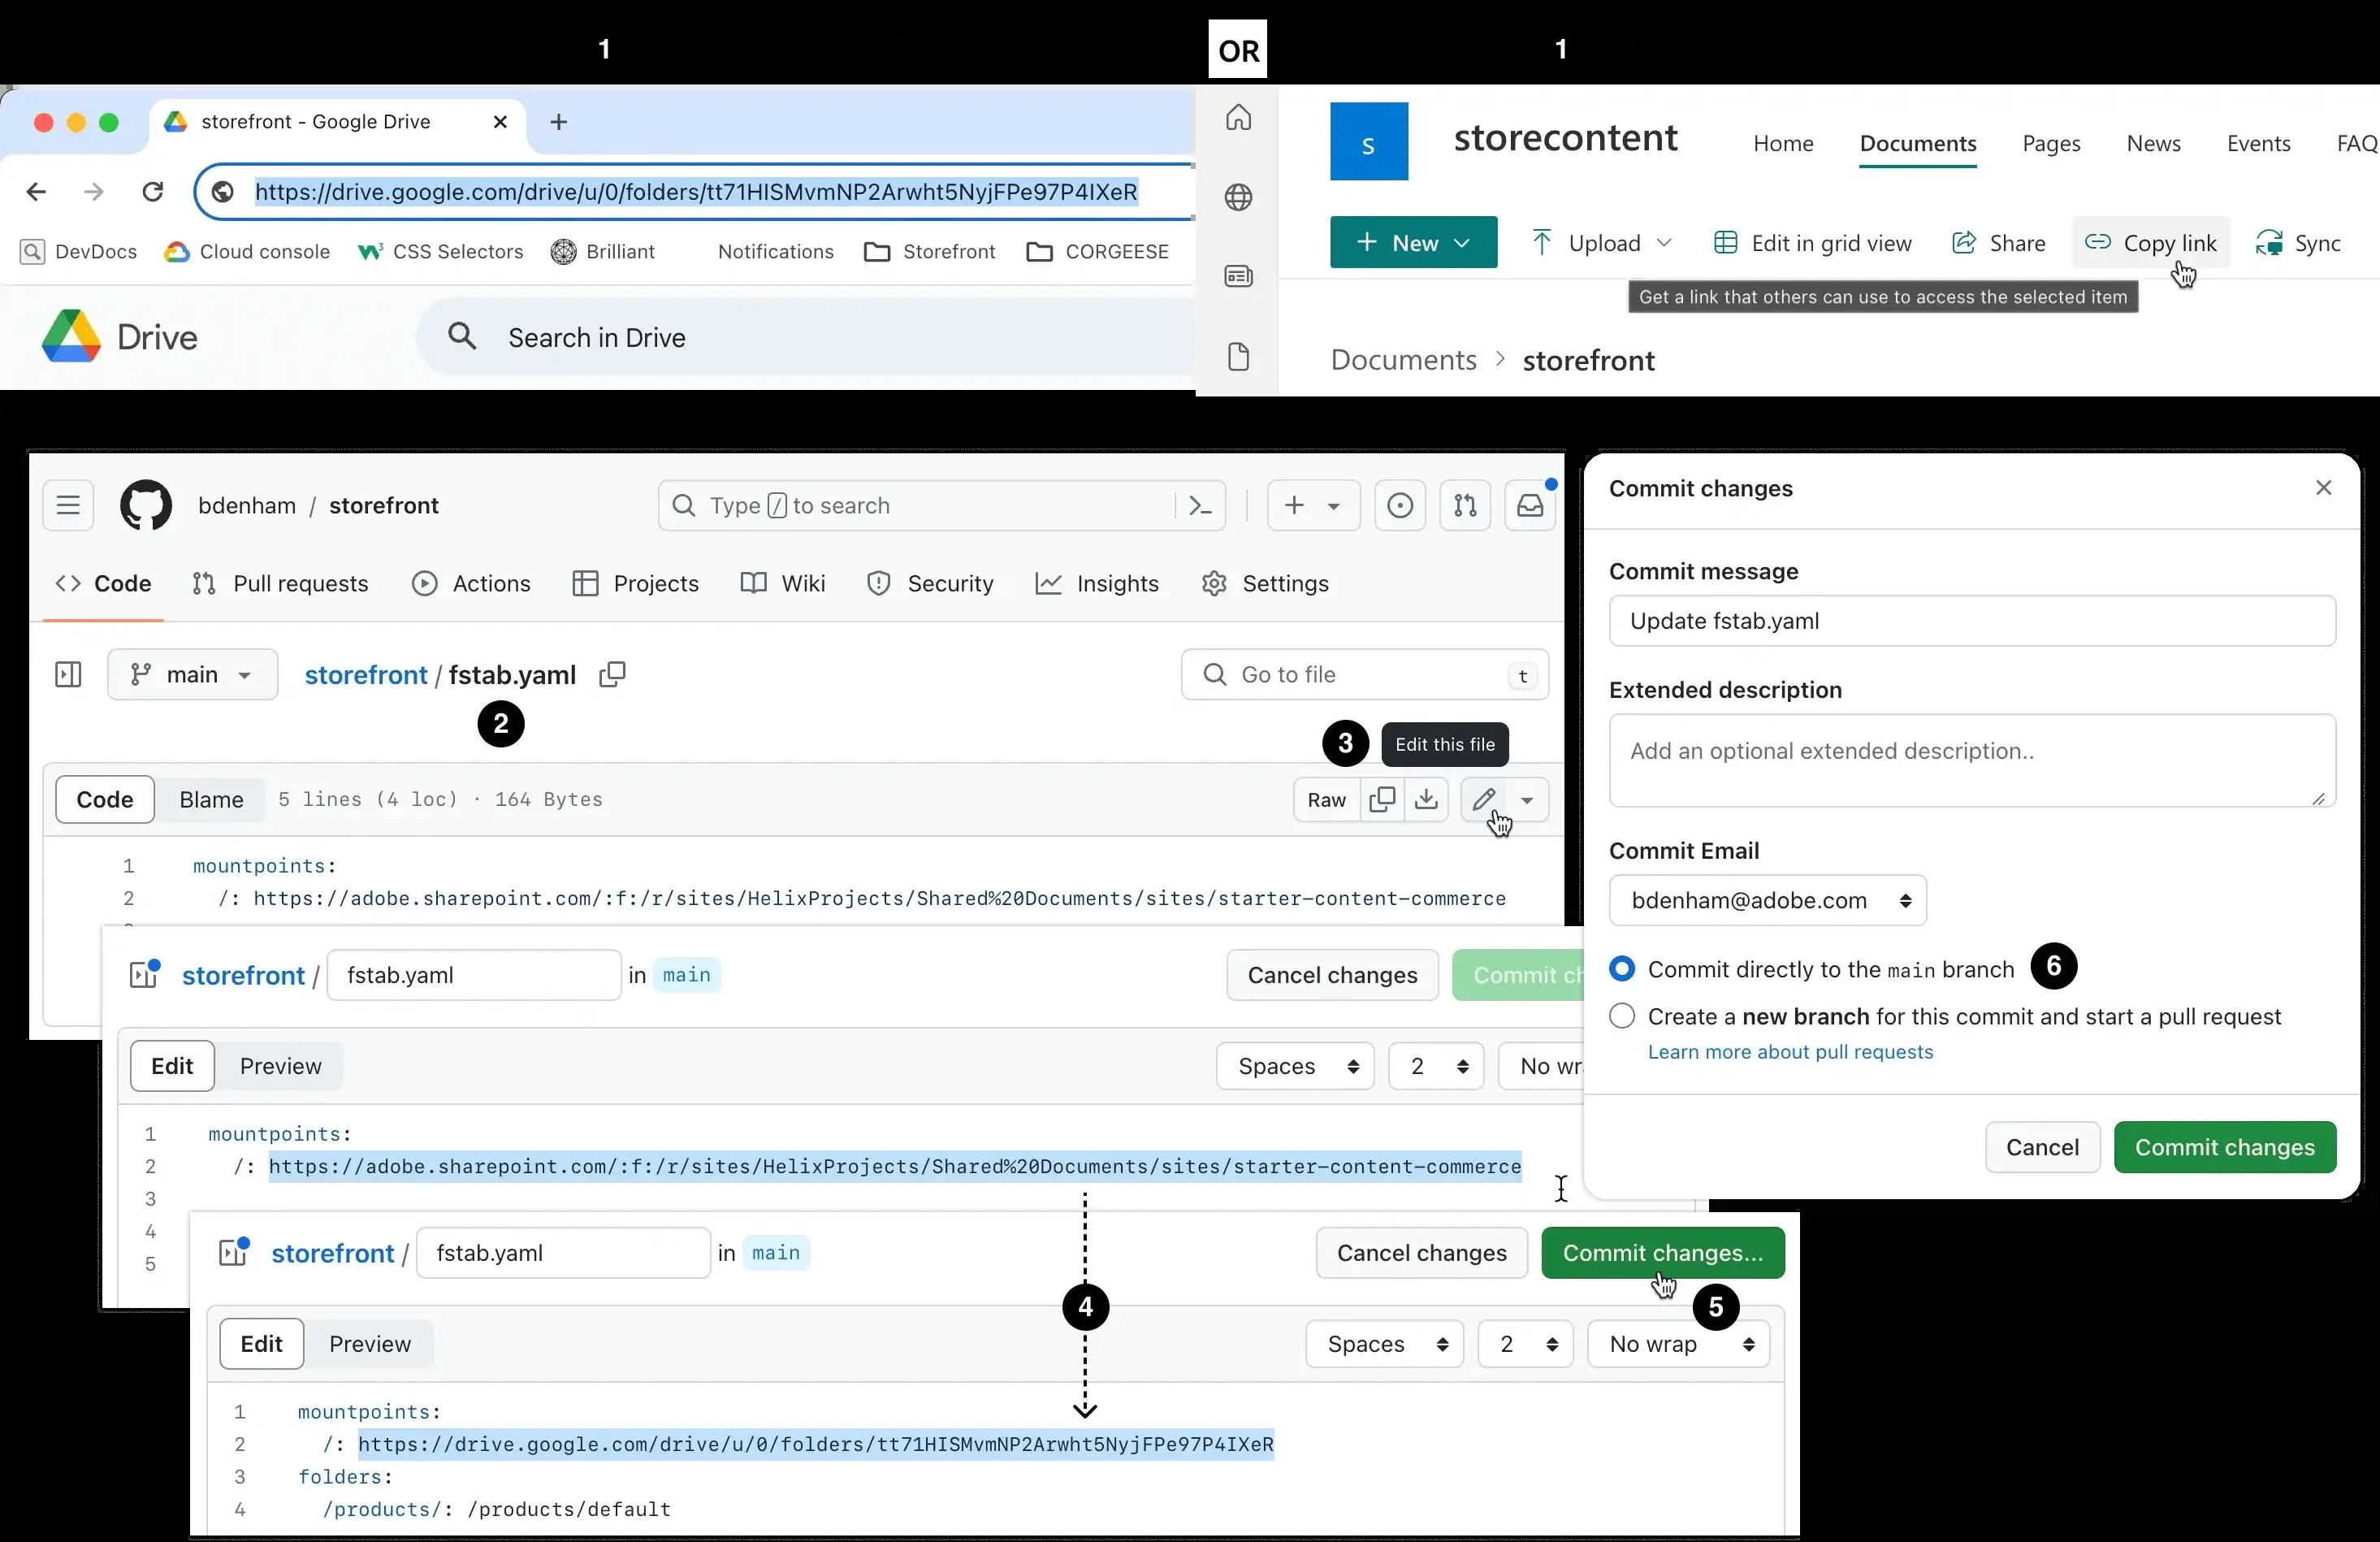 1
OR
1
storefront - Google Drive
https://drive.google.com/drive/u/0/folders/tt71HISMvmNP2Arwht5NyjFPe97P4IXeR
DevDocs Cloud console CSS Selectors Brilliant Notifications Storefront CORGEESE
Drive Search in Drive
S storecontent Home Documents Pages News Events FAQ
New Upload Edit in grid view Share Copy link Sync
Get a link that others can use to access the selected item
Documents > storefront
bdenham / storefront Type / to search
Code Pull requests Actions Projects Wiki Security Insights Settings
main storefront / fstab.yaml Go to file t
2
3 Edit this file
Code Blame 5 lines (4 loc) · 164 Bytes Raw
1 mountpoints:
2 /: https://adobe.sharepoint.com/:f:/r/sites/HelixProjects/Shared%20Documents/sites/starter-content-commerce
storefront / fstab.yaml in main Cancel changes Commit ch
Edit Preview Spaces 2 No wr
1 mountpoints:
2 /: https://adobe.sharepoint.com/:f:/r/sites/HelixProjects/Shared%20Documents/sites/starter-content-commerce
3
4
5
storefront / fstab.yaml in main Cancel changes Commit changes...
4
5
Edit Preview Spaces 2 No wrap
1 mountpoints:
2 /: https://drive.google.com/drive/u/0/folders/tt71HISMvmNP2Arwht5NyjFPe97P4IXeR
3 folders:
4 /products/: /products/default
Commit changes
Commit message
Update fstab.yaml
Extended description
Add an optional extended description..
Commit Email
bdenham@adobe.com
Commit directly to the main branch 6
Create a new branch for this commit and start a pull request
Learn more about pull requests
Cancel Commit changes